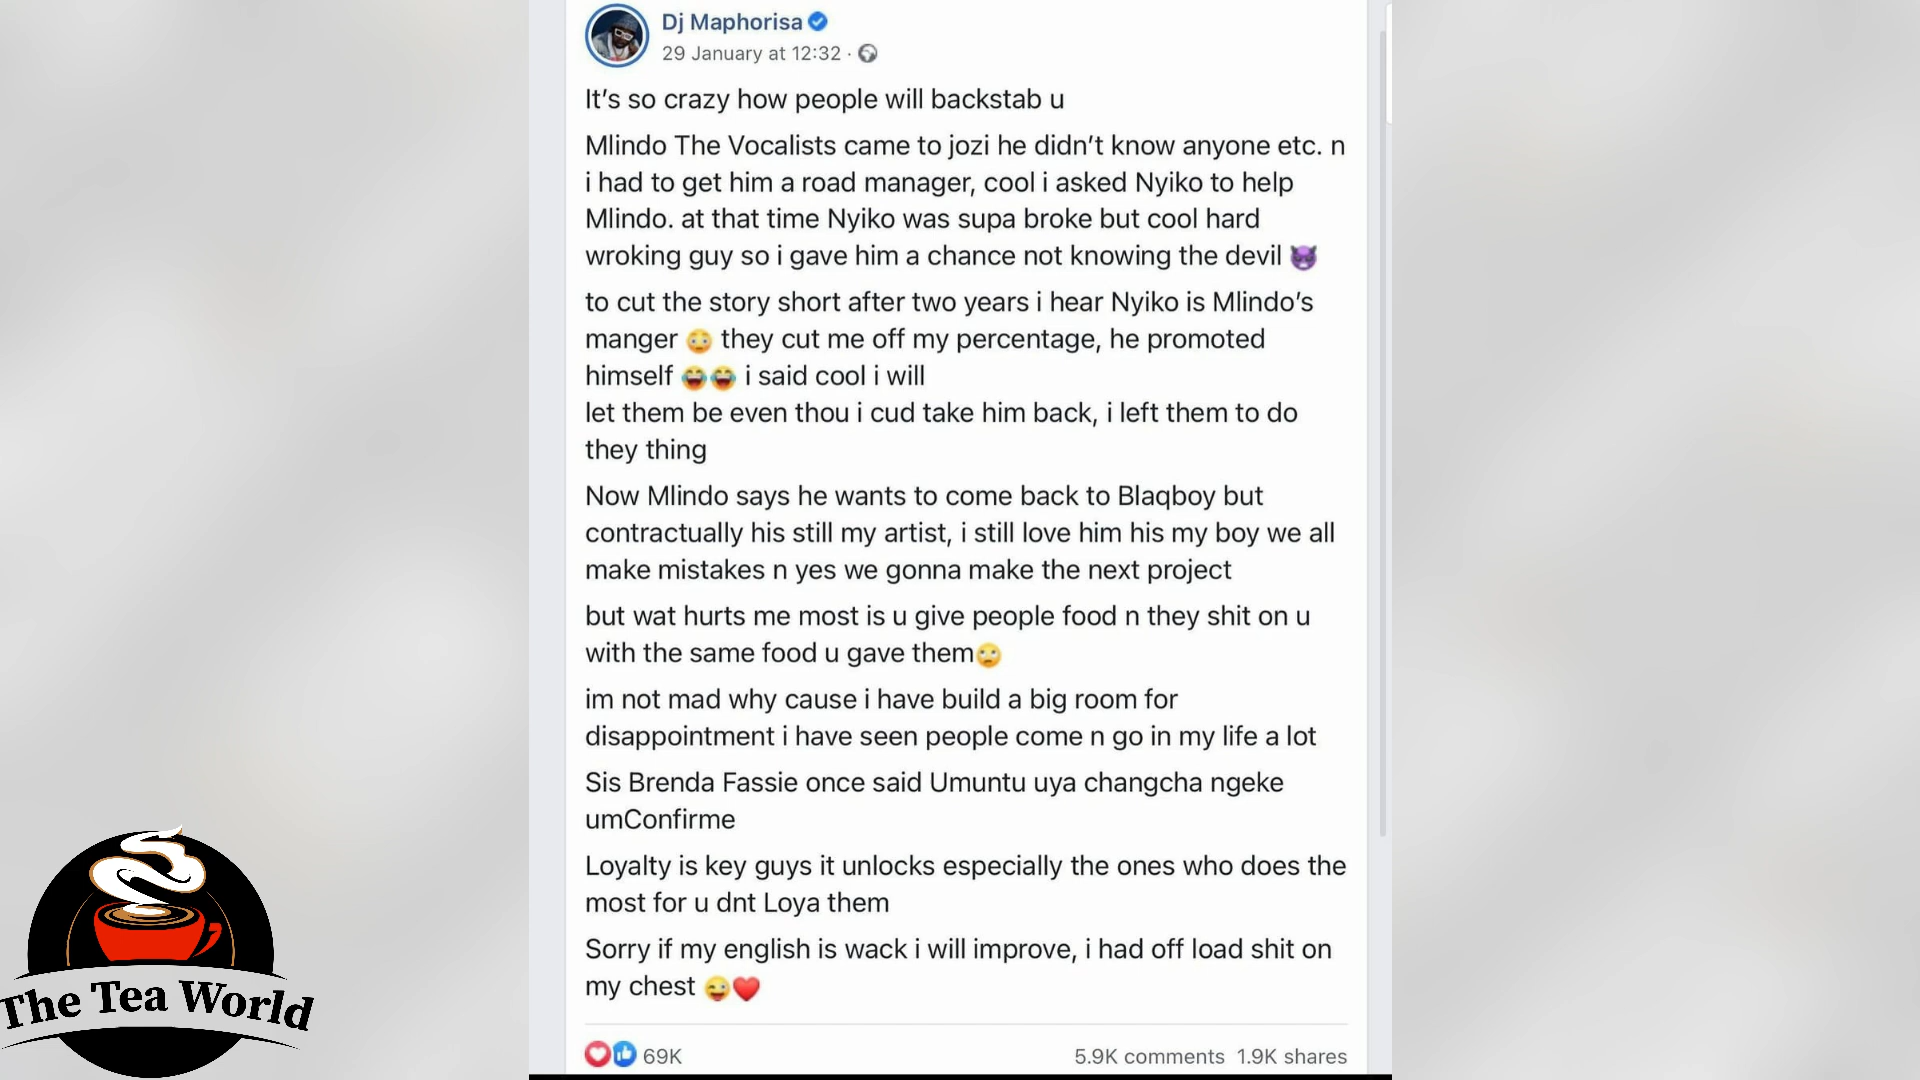 Dj Maphorisa
29 January at 12:32 ·
It's so crazy how people will backstab u
Mlindo The Vocalists came to jozi he didn't know anyone etc. n
i had to get him a road manager, cool i asked Nyiko to help
Mlindo. at that time Nyiko was supa broke but cool hard
wroking guy so i gave him a chance not knowing the devil 👿
to cut the story short after two years i hear Nyiko is Mlindo's
manger 😳 they cut me off my percentage, he promoted
himself 😂😂 i said cool i will
let them be even thou i cud take him back, i left them to do
they thing
Now Mlindo says he wants to come back to Blaqboy but
contractually his still my artist, i still love him his my boy we all
make mistakes n yes we gonna make the next project
but wat hurts me most is u give people food n they shit on u
with the same food u gave them🙄
im not mad why cause i have build a big room for
disappointment i have seen people come n go in my life a lot
Sis Brenda Fassie once said Umuntu uya changcha ngeke
umConfirme
Loyalty is key guys it unlocks especially the ones who does the
most for u dnt Loya them
Sorry if my english is wack i will improve, i had off load shit on
my chest 😜❤️
69K
5.9K comments 1.9K shares
The Tea World